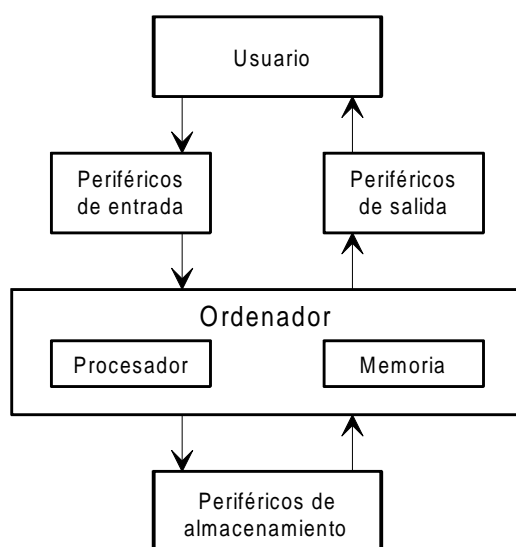 Usuario
Periféricos
de entrada
Periféricos
de salida
Ordenador
Procesador
Memoria
Periféricos de
almacenamiento